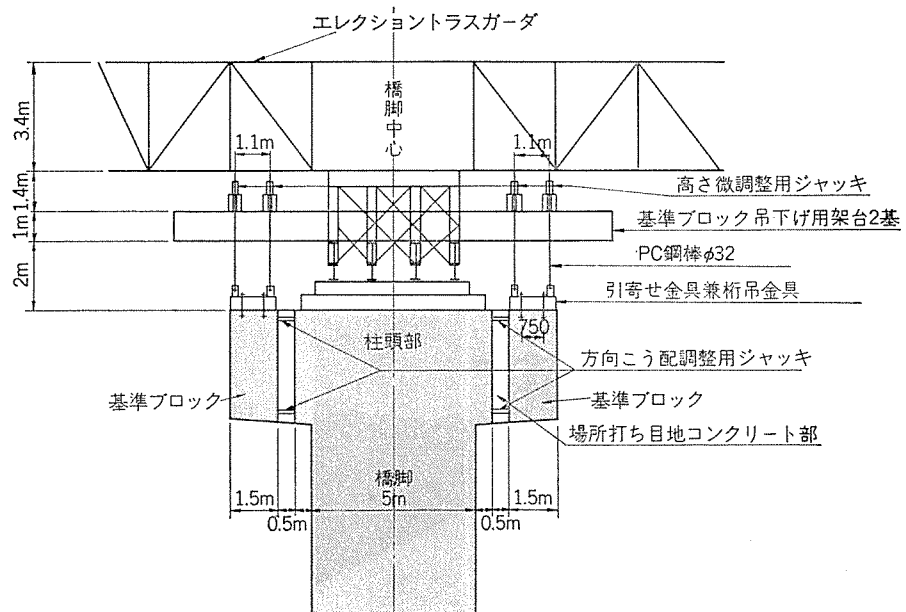 エレクショントラスガーダ
橋脚中心
3.4m
1.1m
1.1m
1.4m
高さ微調整用ジャッキ
1m
基準ブロック吊下げ用架台2基
2m
PC鋼棒φ32
引寄せ金具兼桁吊金具
750
柱頭部
方向こう配調整用ジャッキ
基準ブロック
基準ブロック
場所打ち目地コンクリート部
橋脚
1.5m
5m
1.5m
0.5m
0.5m